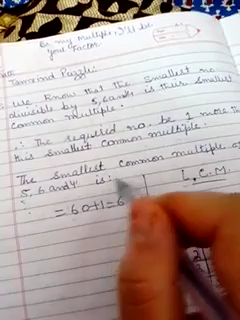 Be my multiple, I'll be
your Factor.
Tamarind Puzzle:
We know that the smallest no
divisible by 5,6 and 4 is their smallest
Common multiple.
∴ The required no. be 1 more than
this smallest common multiple.
The smallest common multiple of
5, 6 and 4 is: L.C.M.
∴ = 60+1=6